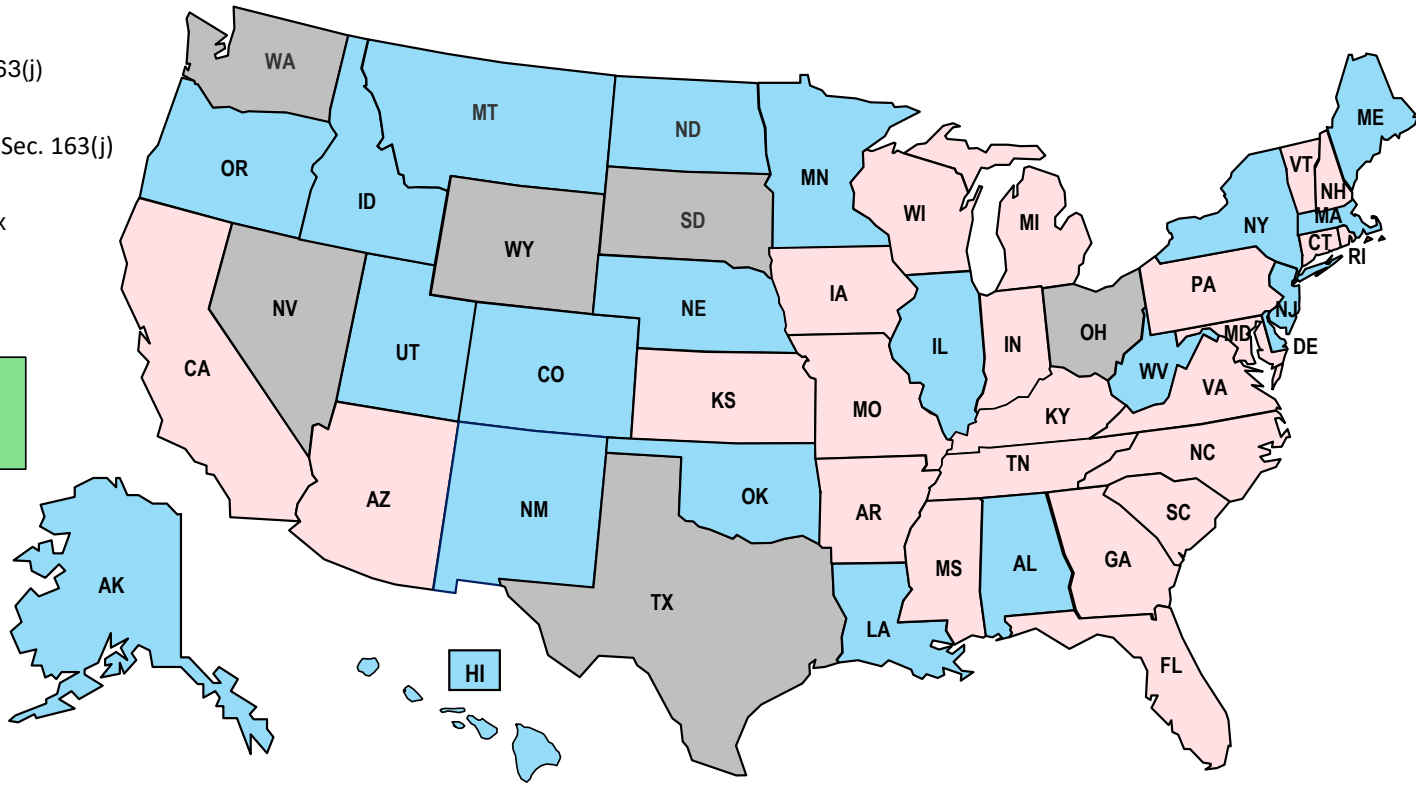 63(j)
Sec. 163(j)
x
WA
MT
ND
MN
OR
ID
SD
WY
WI
MI
ME
VT
NH
MA
NY
CT
RI
PA
NJ
IA
NE
NV
UT
CO
IL
IN
OH
MD
DE
WV
VA
CA
KS
MO
KY
NC
TN
AZ
NM
OK
AR
SC
MS
AL
GA
TX
LA
FL
AK
HI